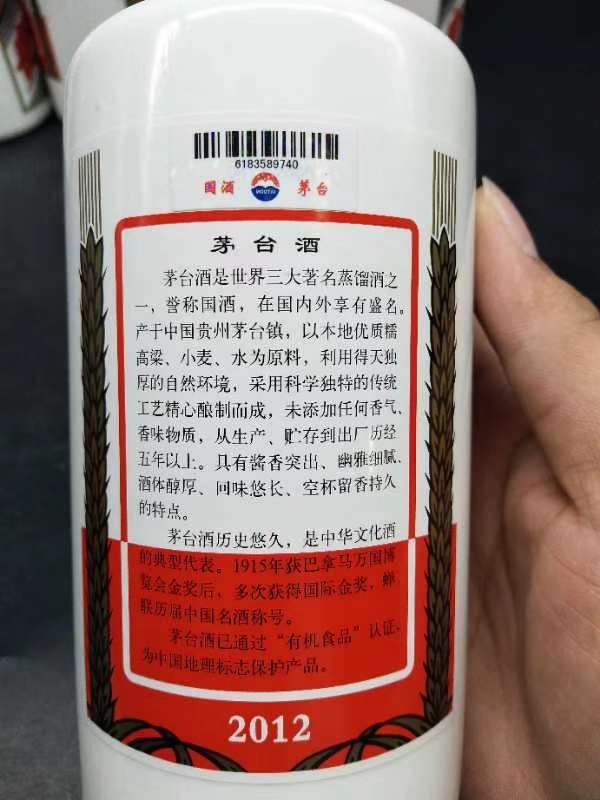 6183589740
国酒 MOUTAI 茅台
茅台酒
茅台酒是世界三大著名蒸馏酒之
一，誉称国酒，在国内外享有盛名。
产于中国贵州茅台镇，以本地优质糯
高粱、小麦、水为原料，利用得天独
厚的自然环境，采用科学独特的传统
工艺精心酿制而成，未添加任何香气、
香味物质，从生产、贮存到出厂历经
五年以上。具有酱香突出、幽雅细腻、
酒体醇厚、回味悠长、空杯留香持久
的特点。
茅台酒历史悠久，是中华文化酒
的典型代表。1915年获巴拿马万国博
览会金奖后，多次获得国际金奖，蝉
联历届中国名酒称号。
茅台酒已通过“有机食品”认证，
为中国地理标志保护产品。
2012